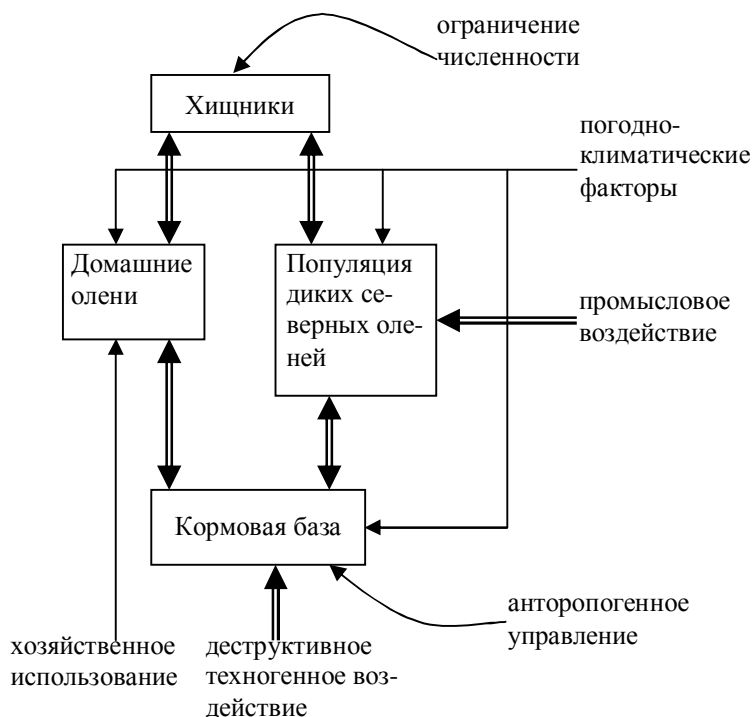 ограничение
численности
Хищники
погодно-
климатические
факторы
Домашние
олени
Популяция
диких се-
верных оле-
ней
промысловое
воздействие
Кормовая база
анторопогенное
управление
хозяйственное
использование
деструктивное
техногенное воз-
действие